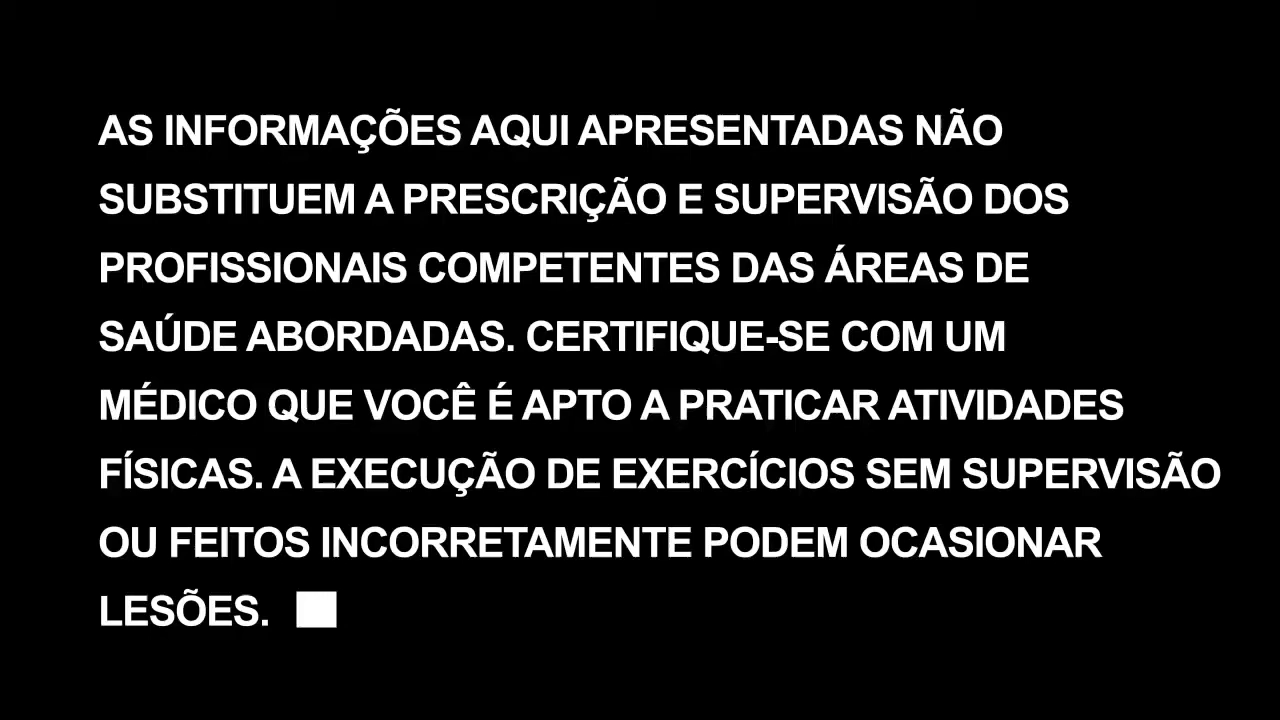 AS INFORMAÇÕES AQUI APRESENTADAS NÃO
SUBSTITUEM A PRESCRIÇÃO E SUPERVISÃO DOS
PROFISSIONAIS COMPETENTES DAS ÁREAS DE
SAÚDE ABORDADAS. CERTIFIQUE-SE COM UM
MÉDICO QUE VOCÊ É APTO A PRATICAR ATIVIDADES
FÍSICAS. A EXECUÇÃO DE EXERCÍCIOS SEM SUPERVISÃO
OU FEITOS INCORRETAMENTE PODEM OCASIONAR
LESÕES.